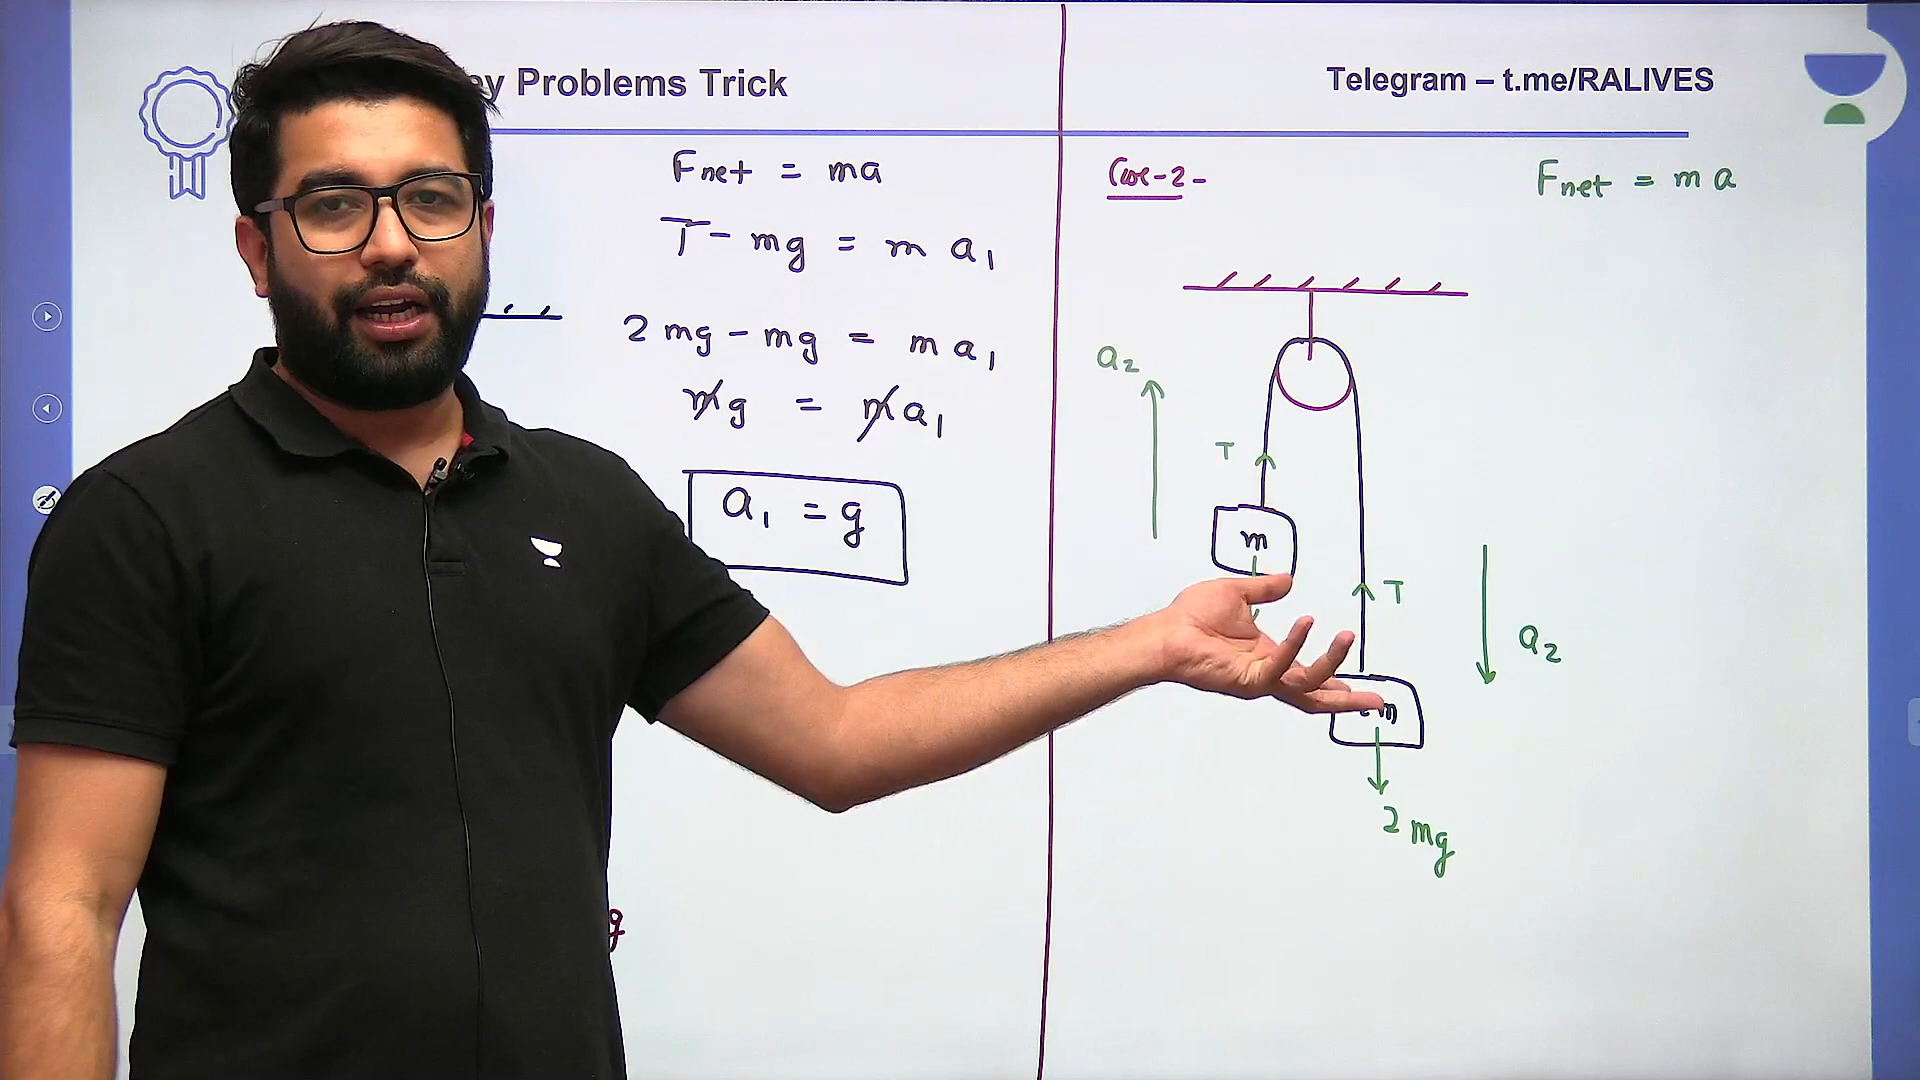 Problems Trick
Fnet = ma
T - mg = m a₁
2 mg - mg = m a₁
mg = ma₁
a₁ = g
g
Telegram – t.me/RALIVES
Case-2-
Fnet = m a
a₂
T
m
T
a₂
m
2 mg